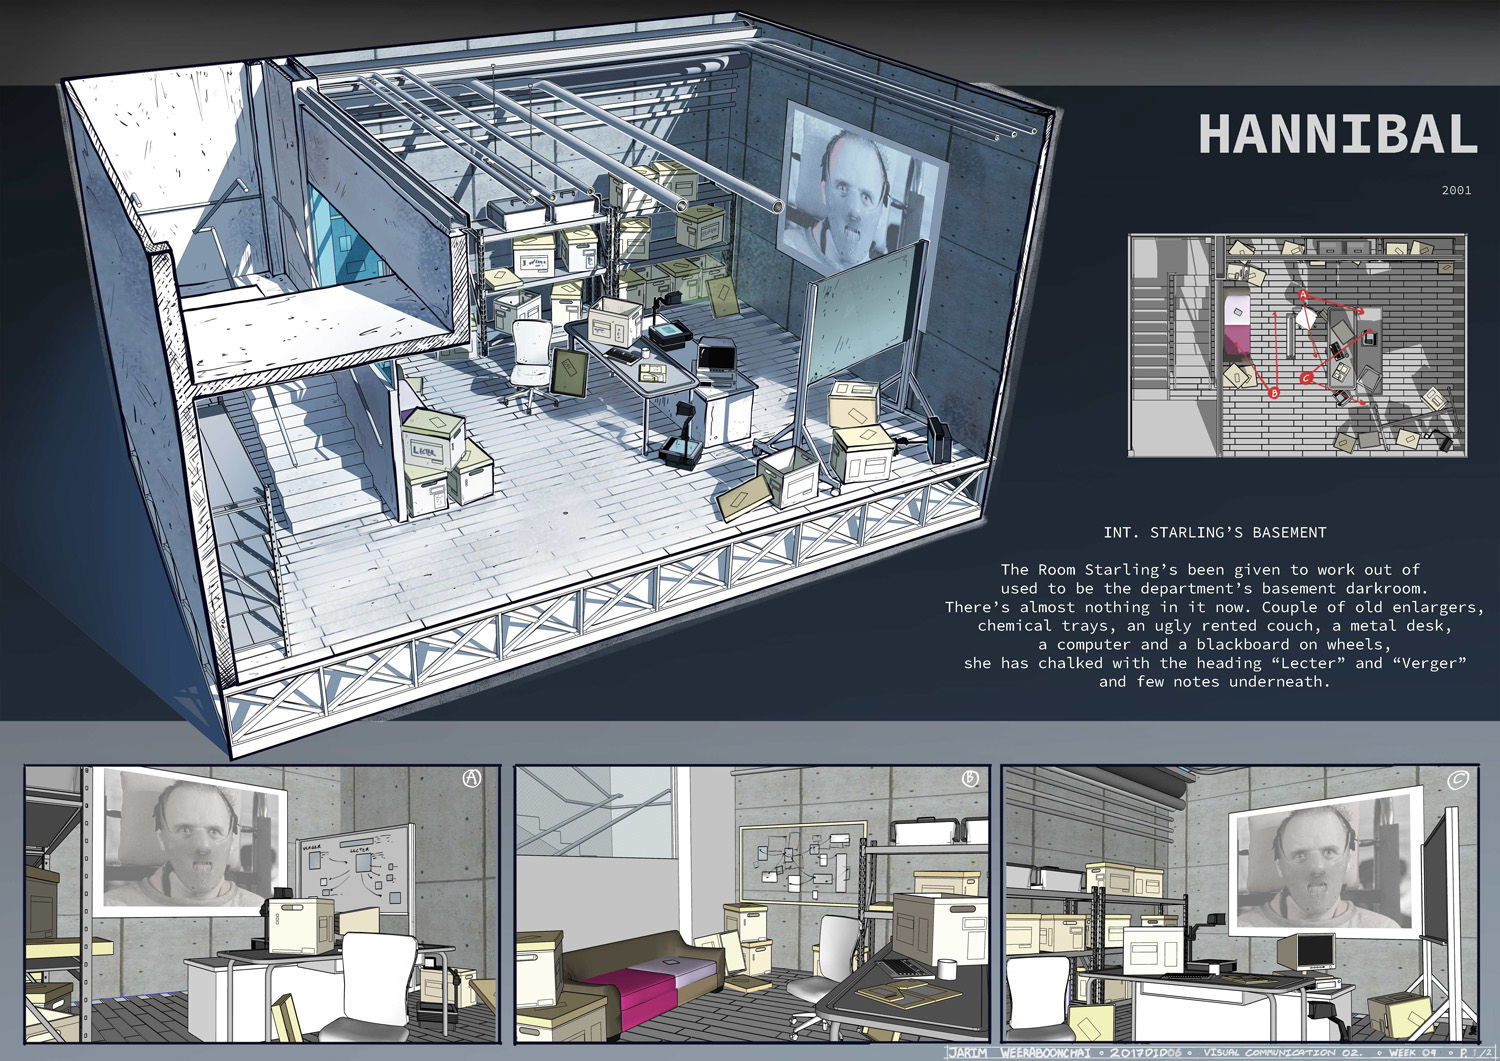 HANNIBAL
2001
A
B
C
INT. STARLING'S BASEMENT
The Room Starling's been given to work out of
used to be the department's basement darkroom.
There's almost nothing in it now. Couple of old enlargers,
chemical trays, an ugly rented couch, a metal desk,
a computer and a blackboard on wheels,
she has chalked with the heading “Lecter” and “Verger”
and few notes underneath.
LECTER
A
VERGER
LECTER
B
C
JARIM WEERABOONCHAI • 2017DID06 • VISUAL COMMUNICATION 02. • WEEK 09. • P